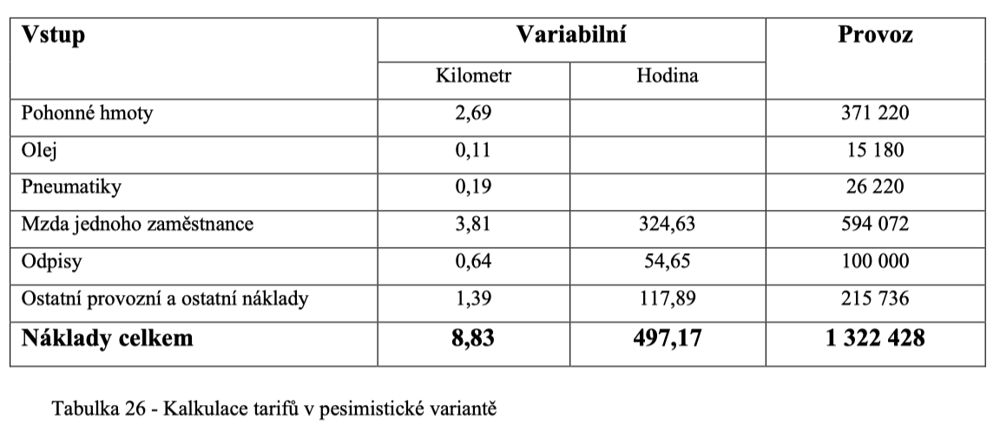 Vstup Variabilní Provoz
Kilometr Hodina
Pohonné hmoty 2,69 371 220
Olej 0,11 15 180
Pneumatiky 0,19 26 220
Mzda jednoho zaměstnance 3,81 324,63 594 072
Odpisy 0,64 54,65 100 000
Ostatní provozní a ostatní náklady 1,39 117,89 215 736
Náklady celkem 8,83 497,17 1 322 428
Tabulka 26 - Kalkulace tarifů v pesimistické variantě